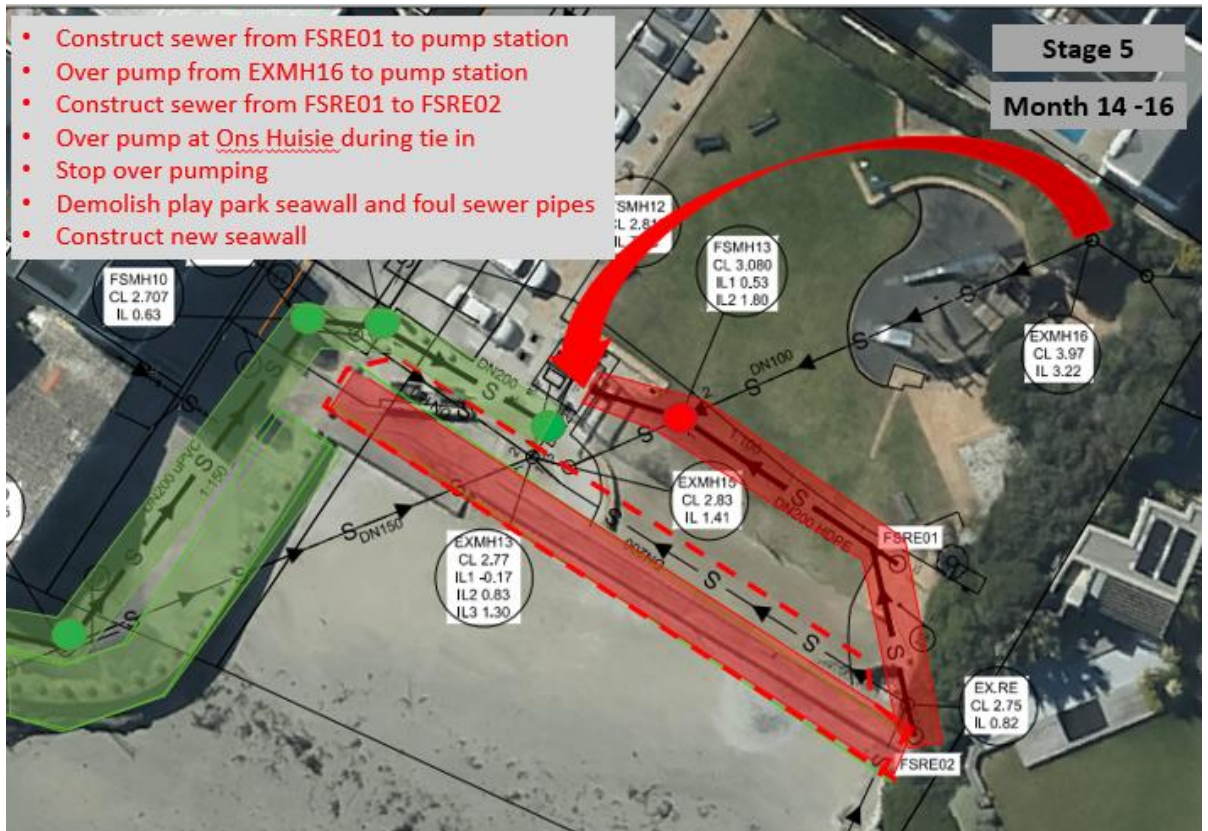 • Construct sewer from FSRE01 to pump station
• Over pump from EXMH16 to pump station
• Construct sewer from FSRE01 to FSRE02
• Over pump at Ons Huisie during tie in
• Stop over pumping
• Demolish play park seawall and foul sewer pipes
• Construct new seawall
Stage 5
Month 14 -16
FSMH12
CL 2.81
FSMH13
CL 3.080
IL1 0.53
IL2 1.80
FSMH10
CL 2.707
IL 0.63
EXMH16
CL 3.97
IL 3.22
S
DN100
S
S
DN200
S
S
S
1:100
S
DN200 HDPE
S
DN200 uPVC
1:150
S
S
S
DN150
EXMH15
CL 2.83
IL 1.41
EXMH13
CL 2.77
IL1 -0.17
IL2 0.83
IL3 1.30
DN200
S
S
S
FSRE01
S
EX.RE
CL 2.75
IL 0.82
FSRE02
S